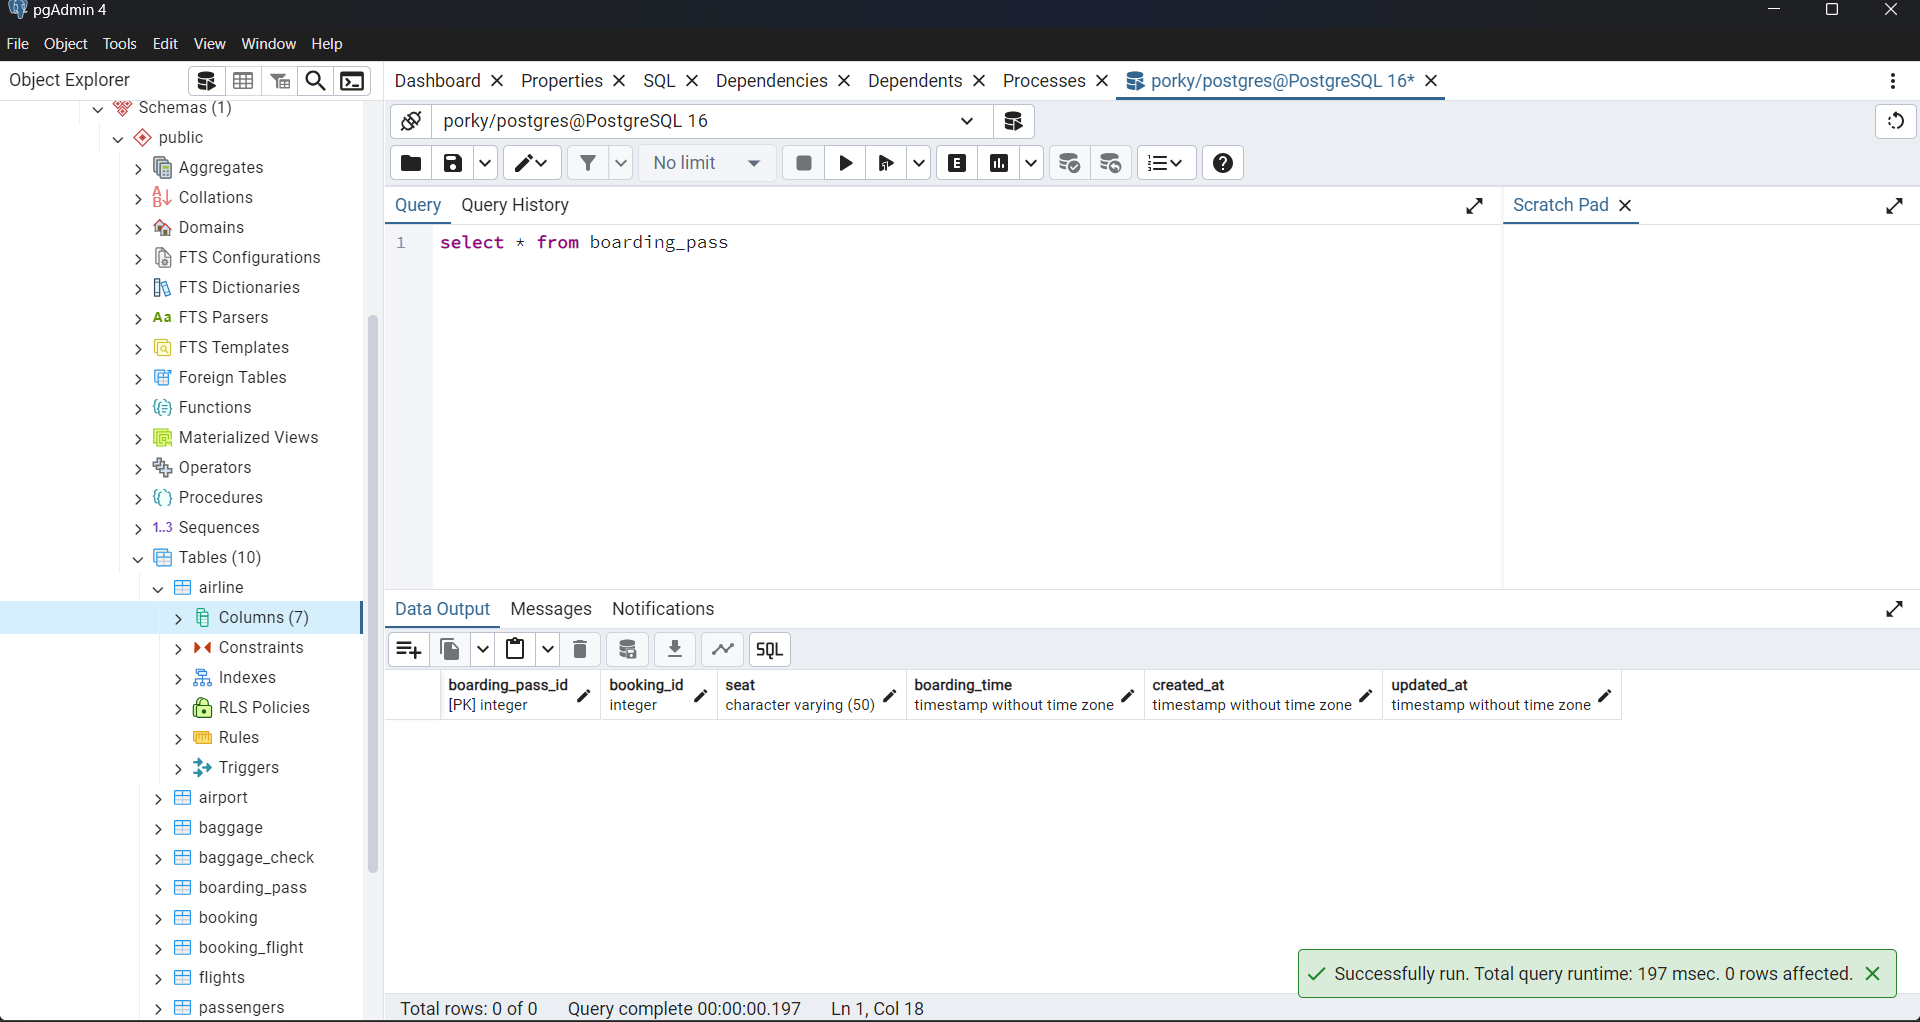 pgAdmin 4
File Object Tools Edit View Window Help
Object Explorer
Dashboard Properties SQL Dependencies Dependents Processes porky/postgres@PostgreSQL 16*
Schemas (1)
public
Aggregates
Collations
Domains
FTS Configurations
FTS Dictionaries
Aa FTS Parsers
FTS Templates
Foreign Tables
Functions
Materialized Views
Operators
Procedures
1..3 Sequences
Tables (10)
airline
Columns (7)
Constraints
Indexes
RLS Policies
Rules
Triggers
airport
baggage
baggage_check
boarding_pass
booking
booking_flight
flights
passengers
porky/postgres@PostgreSQL 16
No limit
E
Query Query History
Scratch Pad
1 select * from boarding_pass
Data Output Messages Notifications
SQL
boarding_pass_id booking_id seat boarding_time created_at updated_at
[PK] integer integer character varying (50) timestamp without time zone timestamp without time zone timestamp without time zone
Successfully run. Total query runtime: 197 msec. 0 rows affected.
Total rows: 0 of 0 Query complete 00:00:00.197 Ln 1, Col 18